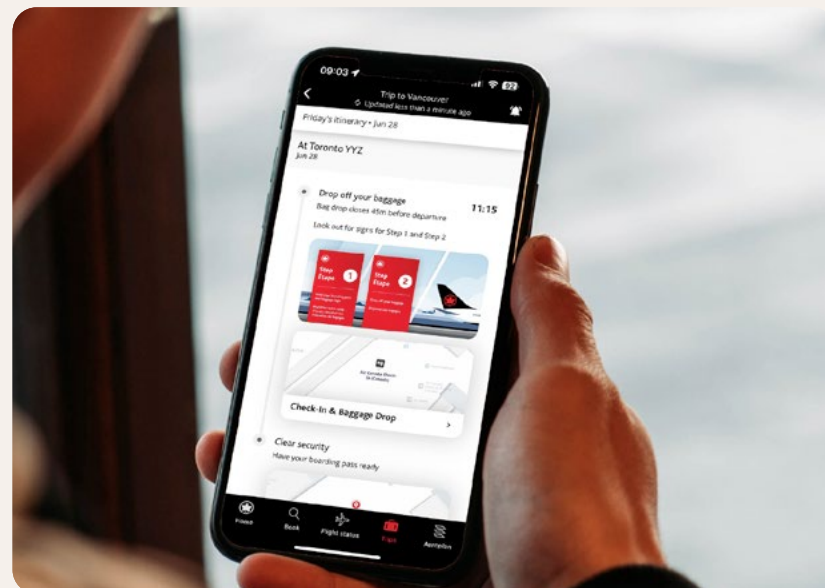 09:03
92
Trip to Vancouver
Updated less than a minute ago
Friday's itinerary • Jun 28
At Toronto YYZ
Jun 28
Drop off your baggage
11:15
Bag drop closes 45m before departure
Look out for signs for Step 1 and Step 2
Step
Étape
1
Step
Étape
2
Check-In & Baggage Drop
Clear security
Have your boarding pass ready
Book
Flight status
Trips
Aeroplan